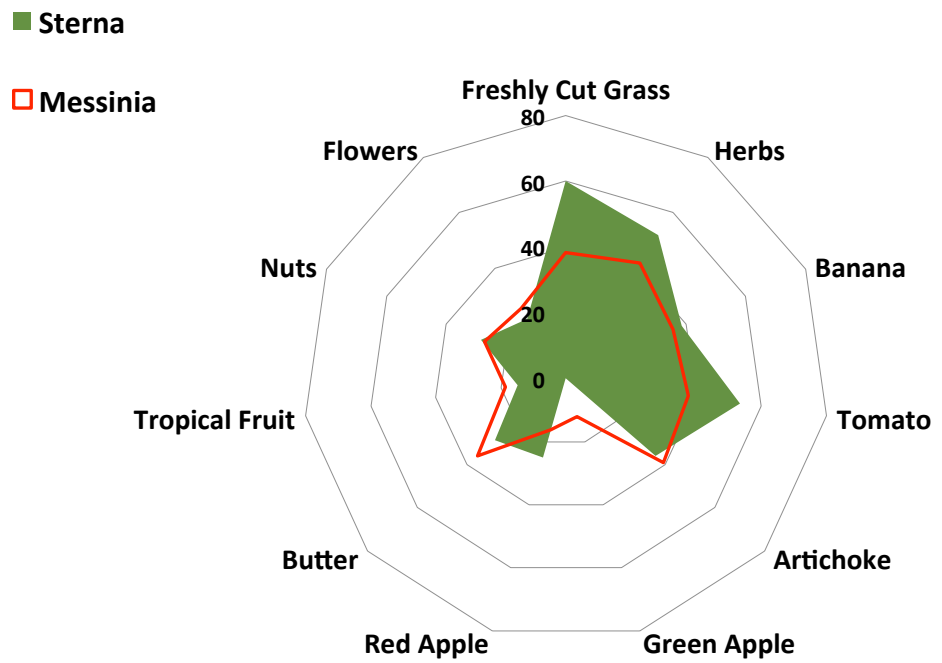 Sterna
Messinia
Freshly Cut Grass
80
Flowers
Herbs
60
40
Nuts
Banana
20
0
Tropical Fruit
Tomato
Butter
Artichoke
Red Apple
Green Apple